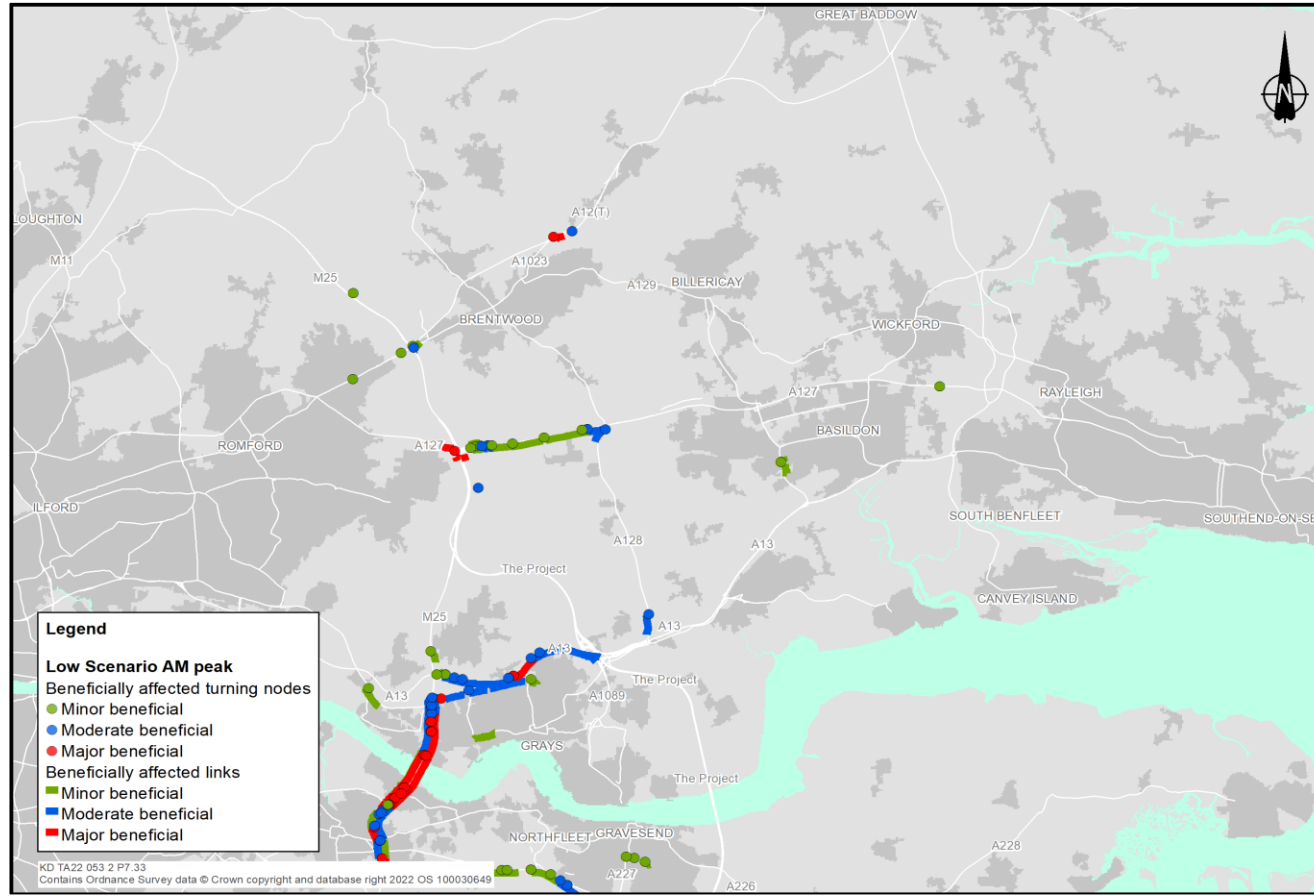 GREAT BADDOW
N
A12(T)
LOUGHTON
M11
A1023
M25
A129
BILLERICAY
BRENTWOOD
WICKFORD
A127
RAYLEIGH
BASILDON
ROMFORD
A127
ILFORD
SOUTH BENFLEET
SOUTHEND-ON-SE
A128
A13
The Project
CANVEY ISLAND
M25
A13
A13
The Project
A13
A1089
GRAYS
The Project
NORTHFLEET
GRAVESEND
A227
A228
A226
Legend
Low Scenario AM peak
Beneficially affected turning nodes
Minor beneficial
Moderate beneficial
Major beneficial
Beneficially affected links
Minor beneficial
Moderate beneficial
Major beneficial
KD TA22 053 2 P7.33
Contains Ordnance Survey data © Crown copyright and database right 2022 OS 100030649